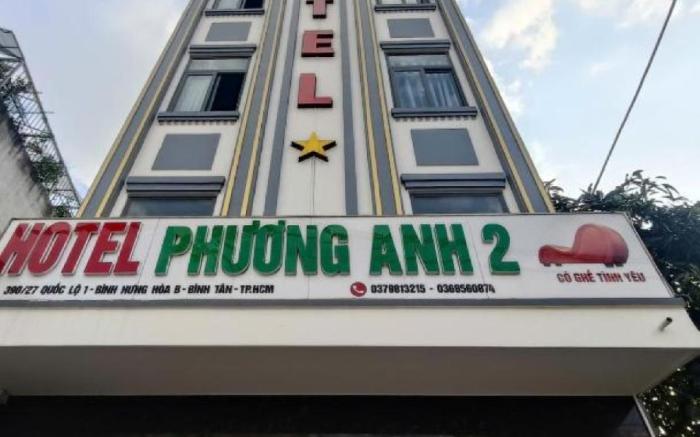 TEL
HOTEL PHƯƠNG ANH 2
390/27 QUỐC LỘ 1 - BÌNH HƯNG HÒA B - BÌNH TÂN - TP.HCM
0379813215 - 0369560874
CÓ GHẾ TÌNH YÊU